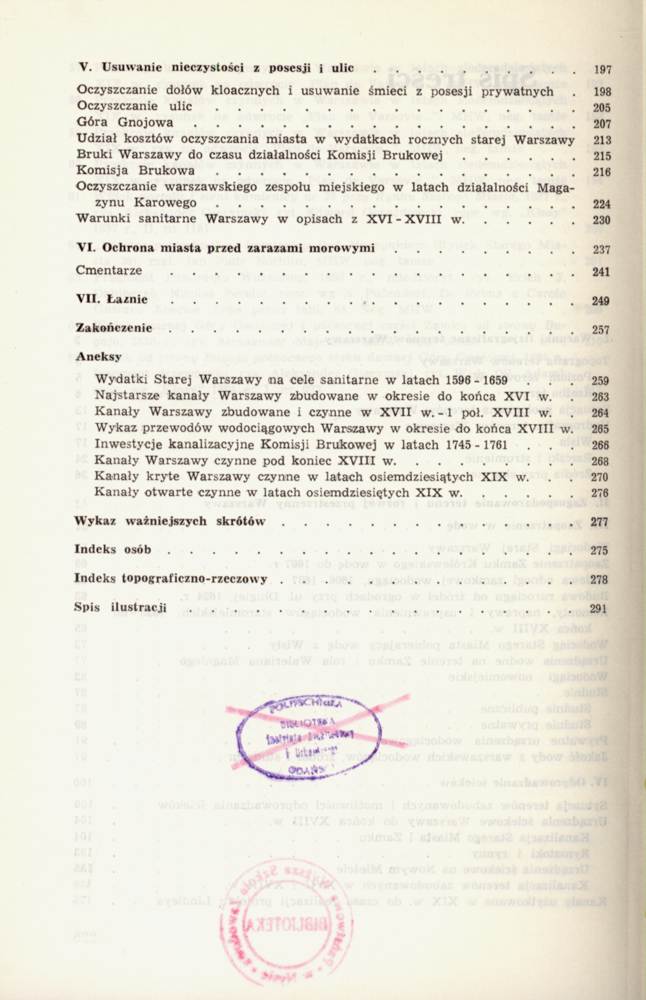 V. Usuwanie nieczystości z posesji i ulic . . . . . . . . . . 197
Oczyszczanie dołów kloacznych i usuwanie śmieci z posesji prywatnych . 198
Oczyszczanie ulic . . . . . . . . . . . . . . . . . 205
Góra Gnojowa . . . . . . . . . . . . . . . . . . 207
Udział kosztów oczyszczania miasta w wydatkach rocznych starej Warszawy 213
Bruki Warszawy do czasu działalności Komisji Brukowej . . . . . . 215
Komisja Brukowa . . . . . . . . . . . . . . . . . 216
Oczyszczanie warszawskiego zespołu miejskiego w latach działalności Maga-
zynu Karowego . . . . . . . . . . . . . . . . . 224
Warunki sanitarne Warszawy w opisach z XVI - XVIII w. . . . . . 230
VI. Ochrona miasta przed zarazami morowymi . . . . . . . . . 237
Cmentarze . . . . . . . . . . . . . . . . . . . 241
VII. Łaźnie . . . . . . . . . . . . . . . . . . . 249
Zakończenie . . . . . . . . . . . . . . . . . . . 257
Aneksy
Wydatki Starej Warszawy na cele sanitarne w latach 1596 - 1659 . . . 259
Najstarsze kanały Warszawy zbudowane w okresie do końca XVI w. . 263
Kanały Warszawy zbudowane i czynne w XVII w. - 1 poł. XVIII w. . 264
Wykaz przewodów wodociągowych Warszawy w okresie do końca XVIII w. 265
Inwestycje kanalizacyjne Komisji Brukowej w latach 1745 - 1761 . . . 266
Kanały Warszawy czynne pod koniec XVIII w. . . . . . . . . 268
Kanały kryte Warszawy czynne w latach osiemdziesiątych XIX w. . . 270
Kanały otwarte czynne w latach osiemdziesiętych XIX w. . . . . . 276
Wykaz ważniejszych skrótów . . . . . . . . . . . . . . 277
Indeks osób . . . . . . . . . . . . . . . . . . . 275
Indeks topograficzno-rzeczowy . . . . . . . . . . . . . . 278
Spis ilustracji . . . . . . . . . . . . . . . . . . 291
POLITECHNIKA
BIBLIOTEKA
GDAŃSK
BIBLIOTEKA